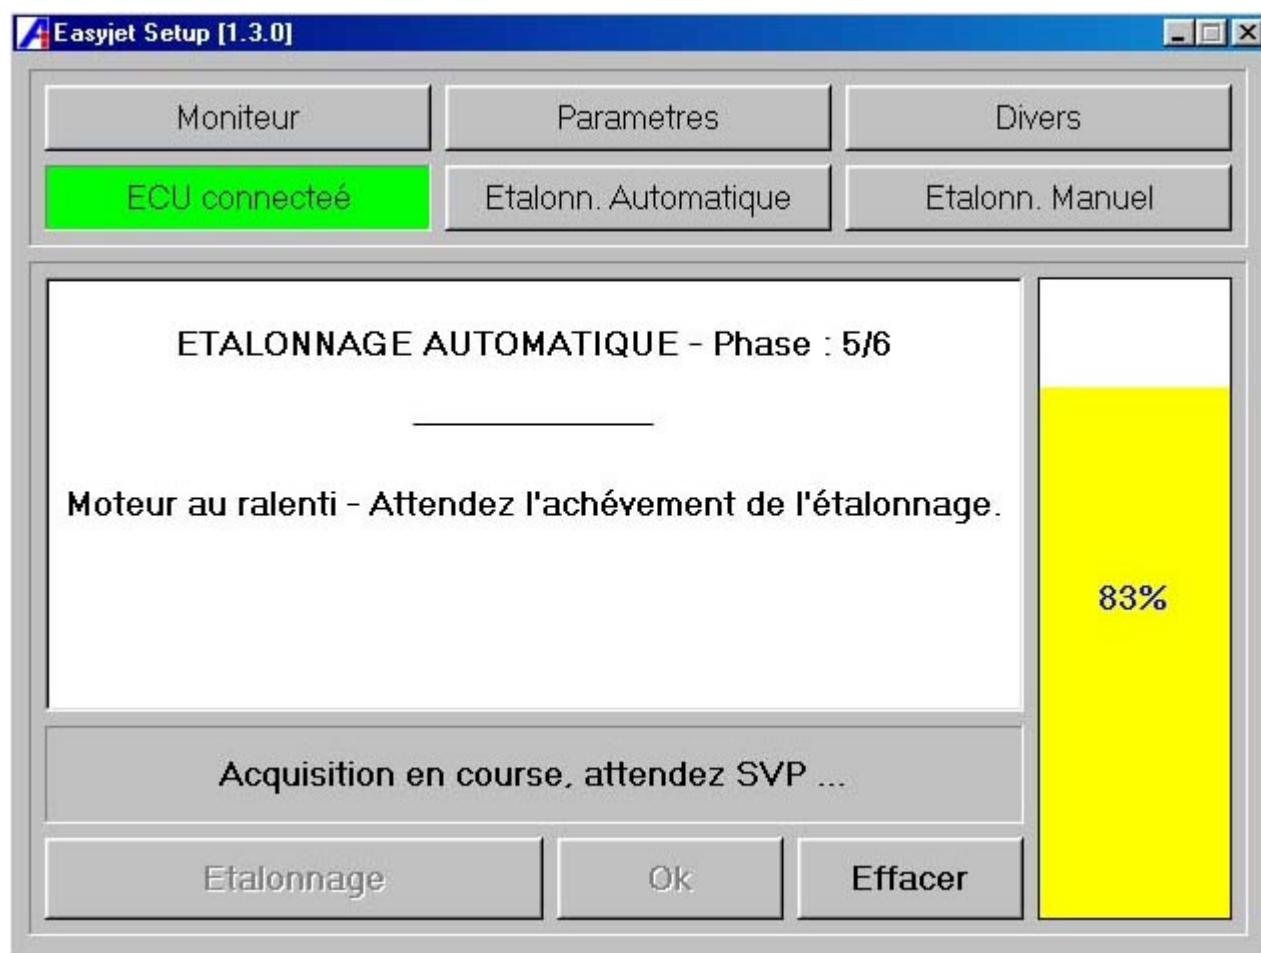 Easyjet Setup [1.3.0]
Moniteur
Parametres
Divers
ECU connecteé
Etalonn. Automatique
Etalonn. Manuel
ETALONNAGE AUTOMATIQUE - Phase : 5/6
Moteur au ralenti - Attendez l'achévement de l'étalonnage.
83%
Acquisition en course, attendez SVP ...
Etalonnage
Ok
Effacer